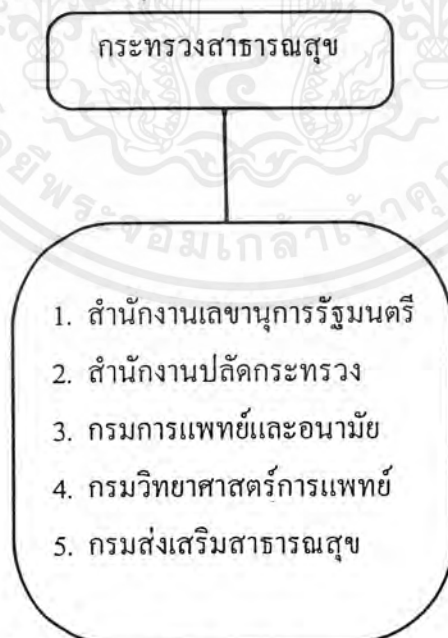 กระทรวงสาธารณสุข
1. สำนักงานเลขานุการรัฐมนตรี
2. สำนักงานปลัดกระทรวง
3. กรมการแพทย์และอนามัย
4. กรมวิทยาศาสตร์การแพทย์
5. กรมส่งเสริมสาธารณสุข